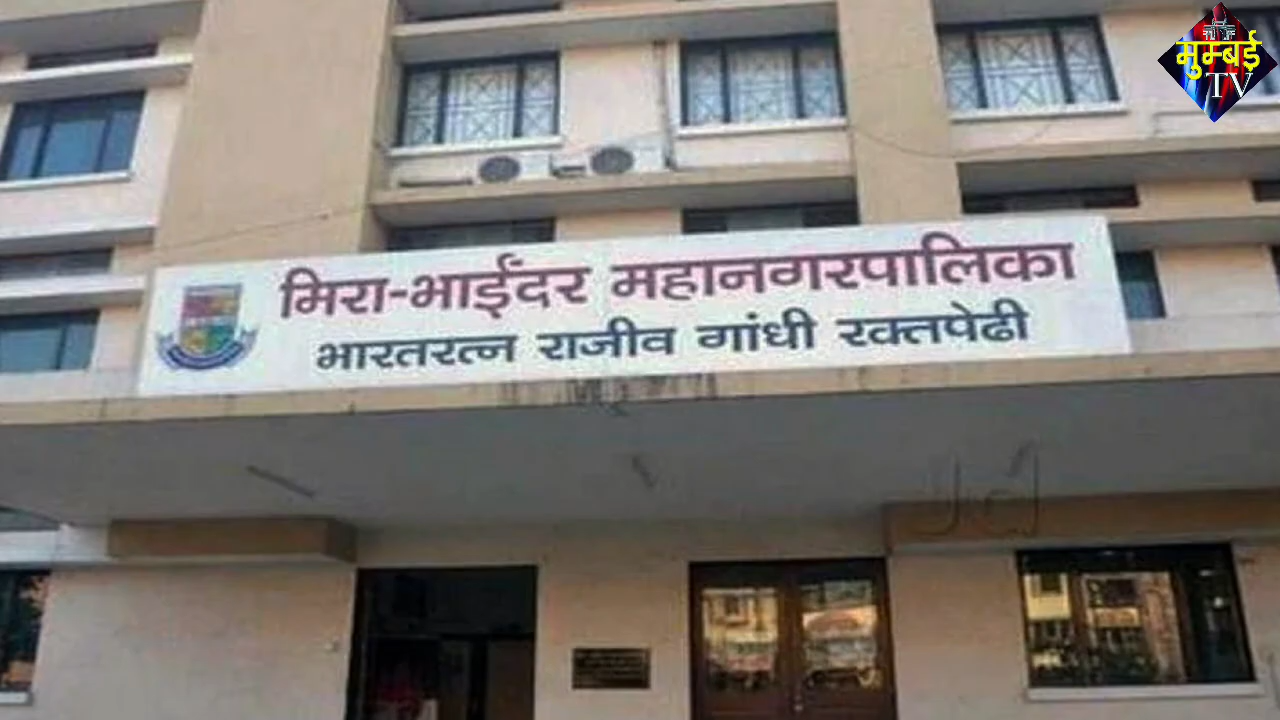 मुम्बई
TV
मिरा-भाईंदर महानगरपालिका
भारतरत्न राजीव गांधी रक्तपेढी